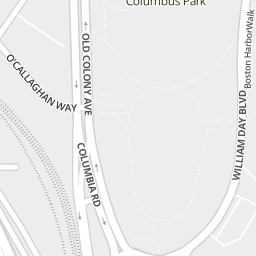 Columbus Park
OLD COLONY AVE
O'CALLAGHAN WAY
COLUMBIA RD
WILLIAM DAY BLVD
Boston HarborWalk